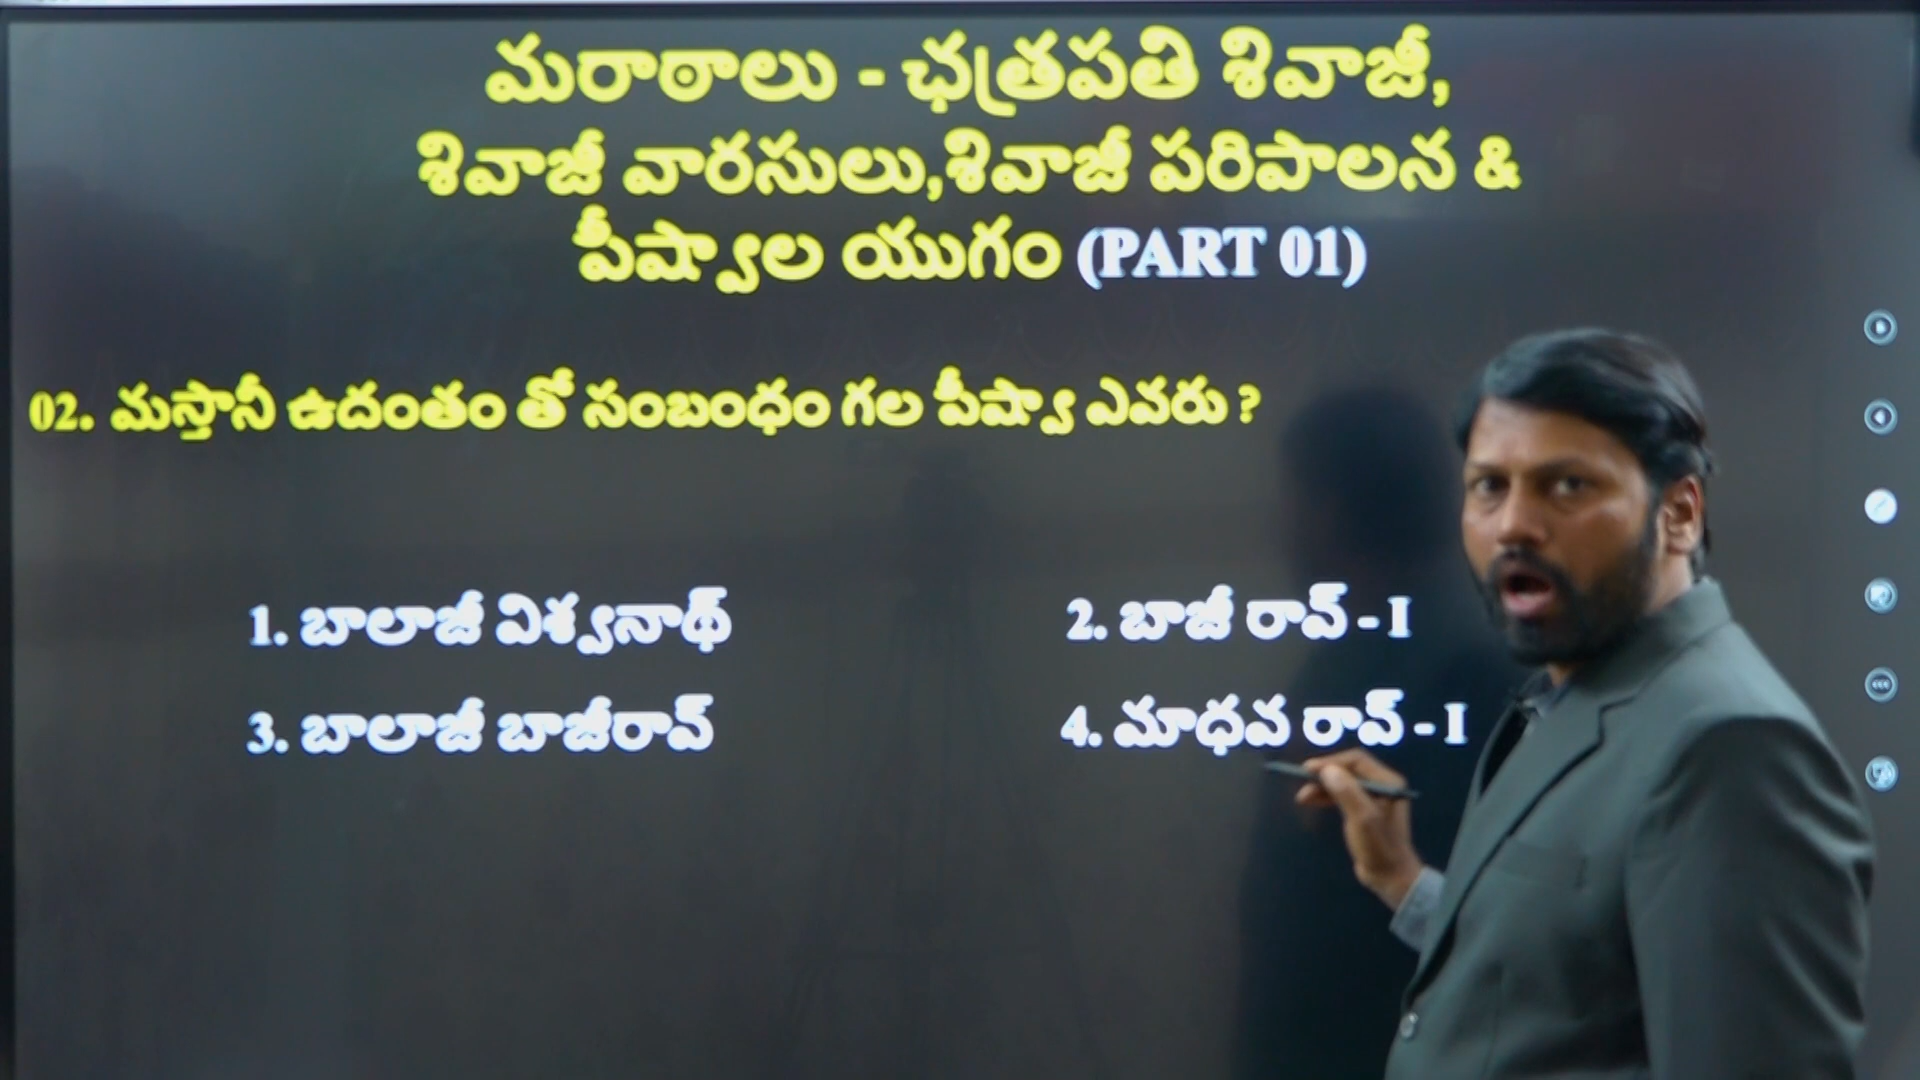 మరాఠాలు - ఛత్రపతి శివాజీ,
శివాజీ వారసులు,శివాజీ పరిపాలన &
పీష్వాల యుగం (PART 01)
02. మస్తానీ ఉదంతం తో సంబంధం గల పీష్వా ఎవరు ?
1. బాలాజీ విశ్వనాథ్
2. బాజీ రావ్ - I
3. బాలాజీ బాజీరావ్
4. మాధవ రావ్ - I